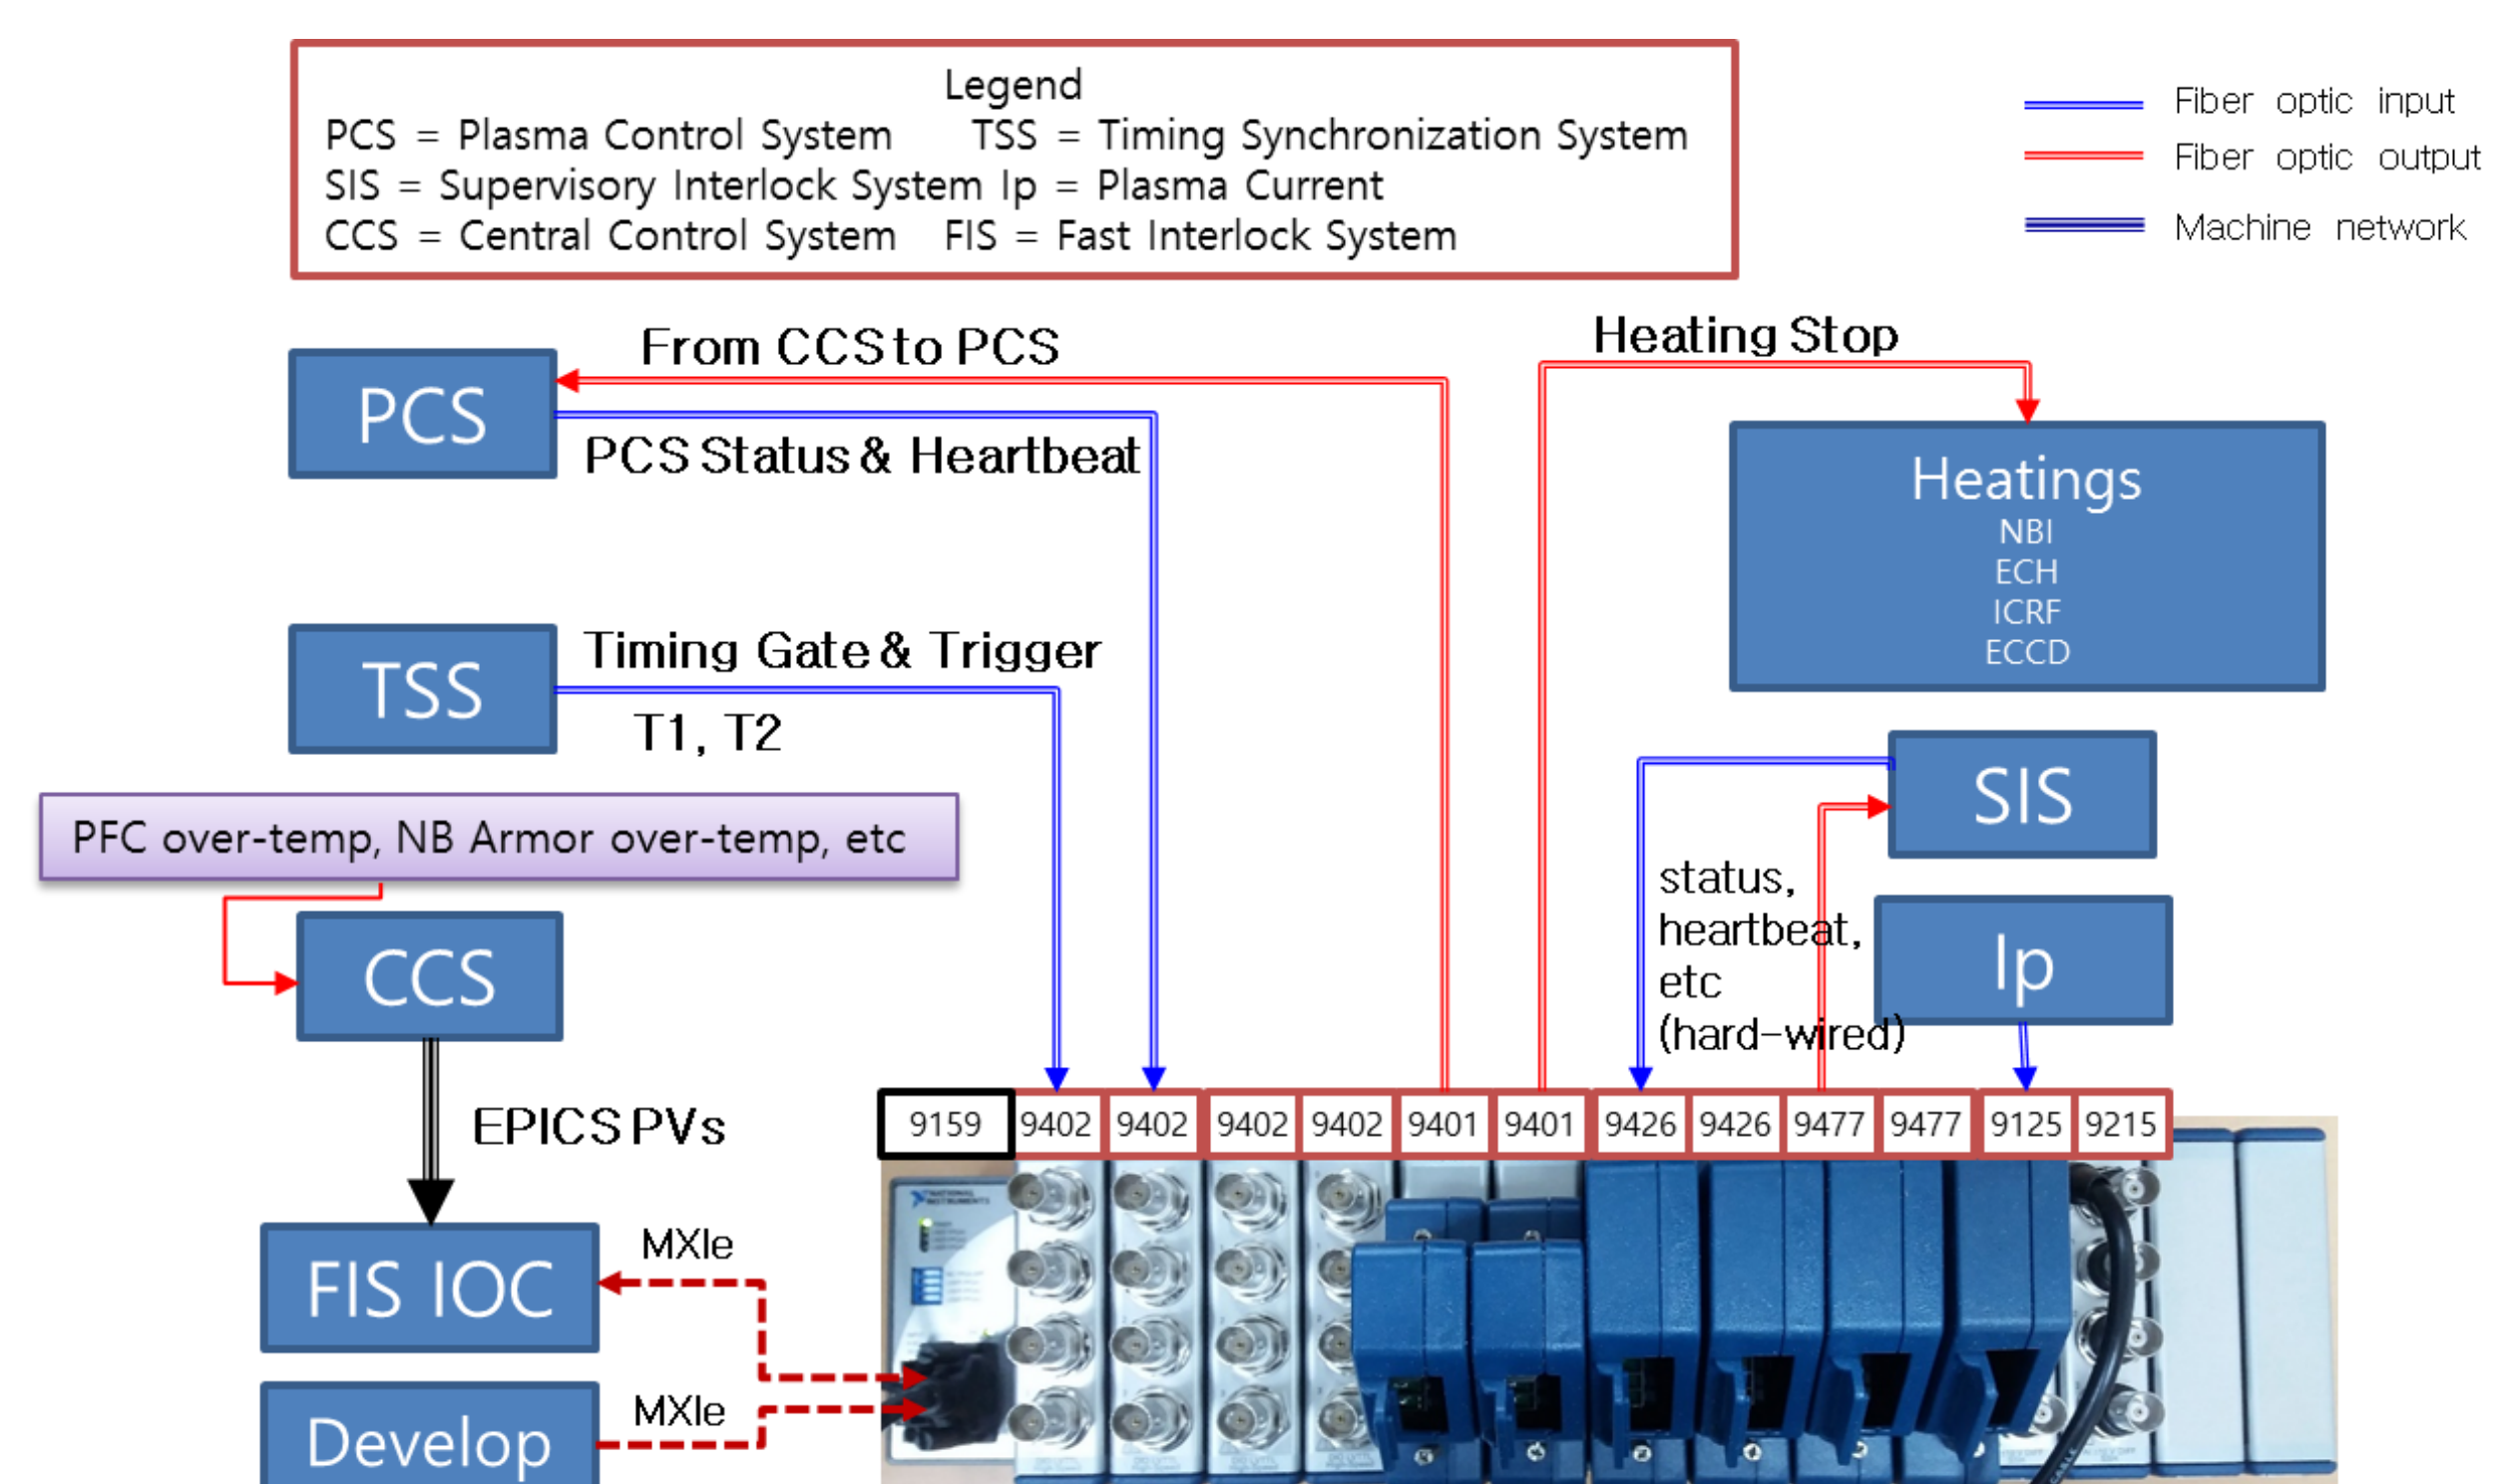 Legend
PCS = Plasma Control System TSS = Timing Synchronization System
SIS = Supervisory Interlock System Ip = Plasma Current
CCS = Central Control System FIS = Fast Interlock System
Fiber optic input
Fiber optic output
Machine network
From CCS to PCS
PCS
PCS Status & Heartbeat
Heating Stop
Heatings
NBI
ECH
ICRF
ECCD
Timing Gate & Trigger
TSS
T1, T2
SIS
PFC over-temp, NB Armor over-temp, etc
status,
heartbeat,
etc
(hard-wired)
Ip
CCS
EPICS PVs
9159 9402 9402 9402 9402 9401 9401 9426 9426 9477 9477 9125 9215
NATIONAL
INSTRUMENTS
FIS IOC
MXIe
Develop
MXIe